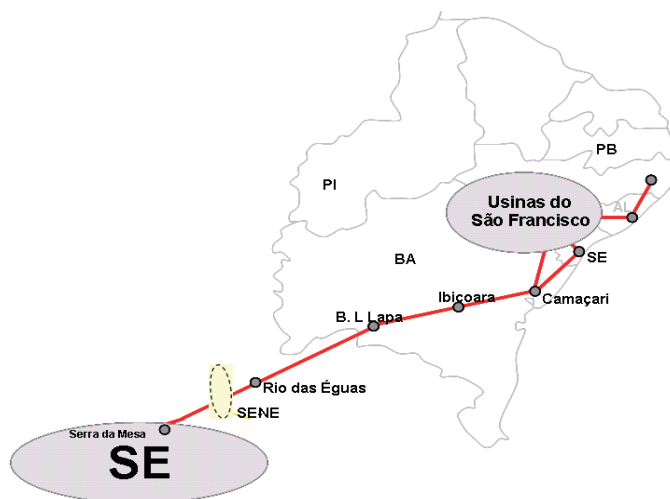 PB
PI
Usinas do
São Francisco
AL
BA
SE
Ibicoara
Camaçari
B. L Lapa
Rio das Éguas
SENE
Serra da Mesa
SE